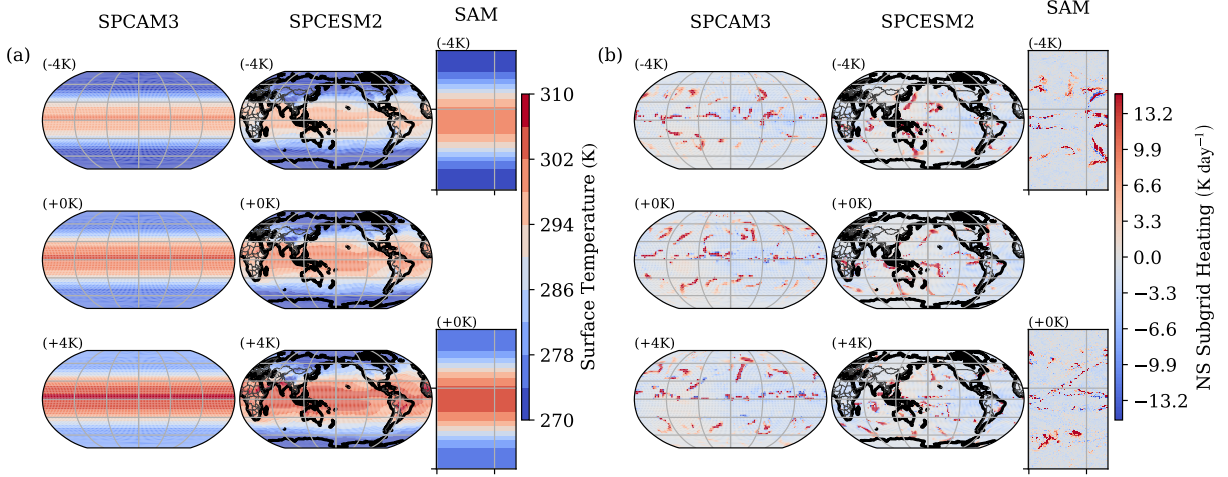 SPCAM3 SPCESM2 SAM
(a)
(-4K) (-4K) (-4K)
(+0K) (+0K)
(+4K) (+4K) (+0K)
310
302
294
286
278
270
Surface Temperature (K)
SPCAM3 SPCESM2 SAM
(b)
(-4K) (-4K) (-4K)
(+0K) (+0K)
(+4K) (+4K) (+0K)
13.2
9.9
6.6
3.3
0.0
−3.3
−6.6
−9.9
−13.2
NS Subgrid Heating (K day⁻¹)